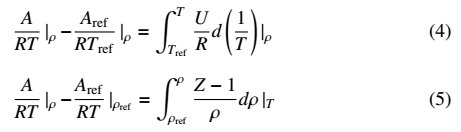 \frac{A}{RT}|_{\rho} - \frac{A_{\text{ref}}}{RT_{\text{ref}}}|_{\rho} = \int_{T_{\text{ref}}}^{T} \frac{U}{R} d\left(\frac{1}{T}\right)|_{\rho} (4)
\frac{A}{RT}|_{\rho} - \frac{A_{\text{ref}}}{RT}|_{\rho_{\text{ref}}} = \int_{\rho_{\text{ref}}}^{\rho} \frac{Z-1}{\rho} d\rho|_{T} (5)